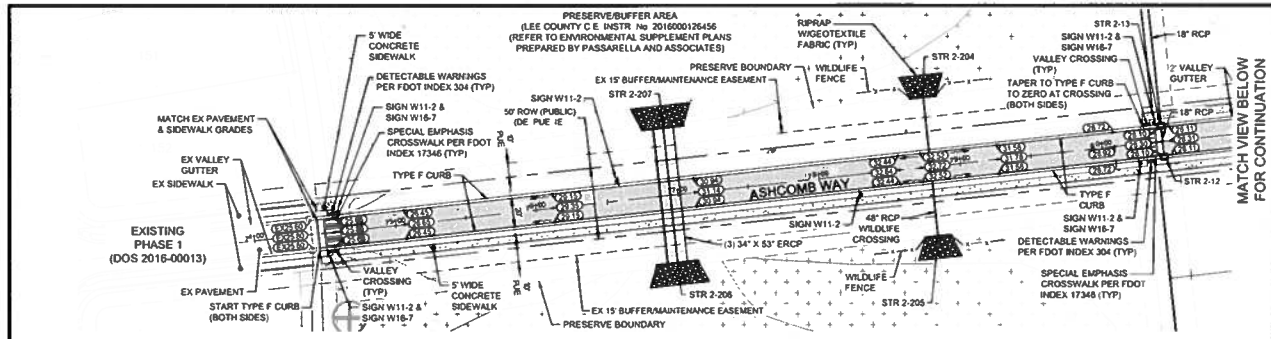 PRESERVE/BUFFER AREA
(LEE COUNTY C.E. INSTR. No 2016000126456
(REFER TO ENVIRONMENTAL SUPPLEMENT PLANS
PREPARED BY PASSARELLA AND ASSOCIATES)
5' WIDE
CONCRETE
SIDEWALK
DETECTABLE WARNINGS
PER FDOT INDEX 304 (TYP)
SIGN W11-2 &
SIGN W16-7
SPECIAL EMPHASIS
CROSSWALK PER FDOT
INDEX 17346 (TYP)
MATCH EX PAVEMENT
& SIDEWALK GRADES
EX VALLEY
GUTTER
EX SIDEWALK
EXISTING
PHASE 1
(DOS 2016-00013)
EX PAVEMENT
START TYPE F CURB
(BOTH SIDES)
VALLEY
CROSSING
(TYP)
SIGN W11-2 &
SIGN W16-7
TYPE F CURB
5' WIDE
CONCRETE
SIDEWALK
10'
PUE
20'
PUE
10'
50' ROW (PUBLIC)
SIGN W11-2
STR 2-207
EX 15' BUFFER/MAINTENANCE EASEMENT
PRESERVE BOUNDARY
WILDLIFE
FENCE
RIPRAP
W/GEOTEXTILE
FABRIC (TYP)
STR 2-204
ASHCOMB WAY
(3) 34" X 53" ERCP
STR 2-206
EX 15' BUFFER/MAINTENANCE EASEMENT
PRESERVE BOUNDARY
SIGN W11-2
48" RCP
WILDLIFE
CROSSING
WILDLIFE
FENCE
STR 2-205
STR 2-13
SIGN W11-2 &
SIGN W16-7
VALLEY CROSSING
(TYP)
TAPER TO TYPE F CURB
TO ZERO AT CROSSING
(BOTH SIDES)
18" RCP
2' VALLEY
GUTTER
18" RCP
STR 2-12
TYPE F
CURB
SIGN W11-2 &
SIGN W16-7
DETECTABLE WARNINGS
PER FDOT INDEX 304 (TYP)
SPECIAL EMPHASIS
CROSSWALK PER FDOT
INDEX 17346 (TYP)
MATCH VIEW BELOW
FOR CONTINUATION